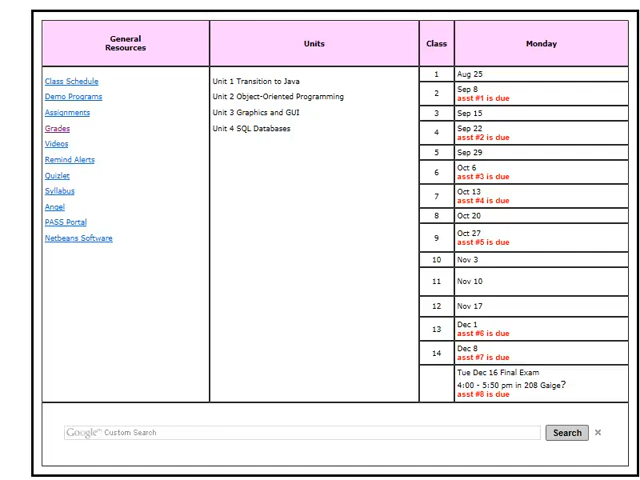 General
Resources
Units
Class
Monday
Class Schedule
Demo Programs
Assignments
Grades
Videos
Remind Alerts
Quizlet
Syllabus
Angel
PASS Portal
Netbeans Software
Unit 1 Transition to Java
Unit 2 Object-Oriented Programming
Unit 3 Graphics and GUI
Unit 4 SQL Databases
1 Aug 25
2 Sep 8
asst #1 is due
3 Sep 15
4 Sep 22
asst #2 is due
5 Sep 29
6 Oct 6
asst #3 is due
7 Oct 13
asst #4 is due
8 Oct 20
9 Oct 27
asst #5 is due
10 Nov 3
11 Nov 10
12 Nov 17
13 Dec 1
asst #6 is due
14 Dec 8
asst #7 is due
Tue Dec 16 Final Exam
4:00 - 5:50 pm in 208 Gaige?
asst #8 is due
Google™ Custom Search
Search ×